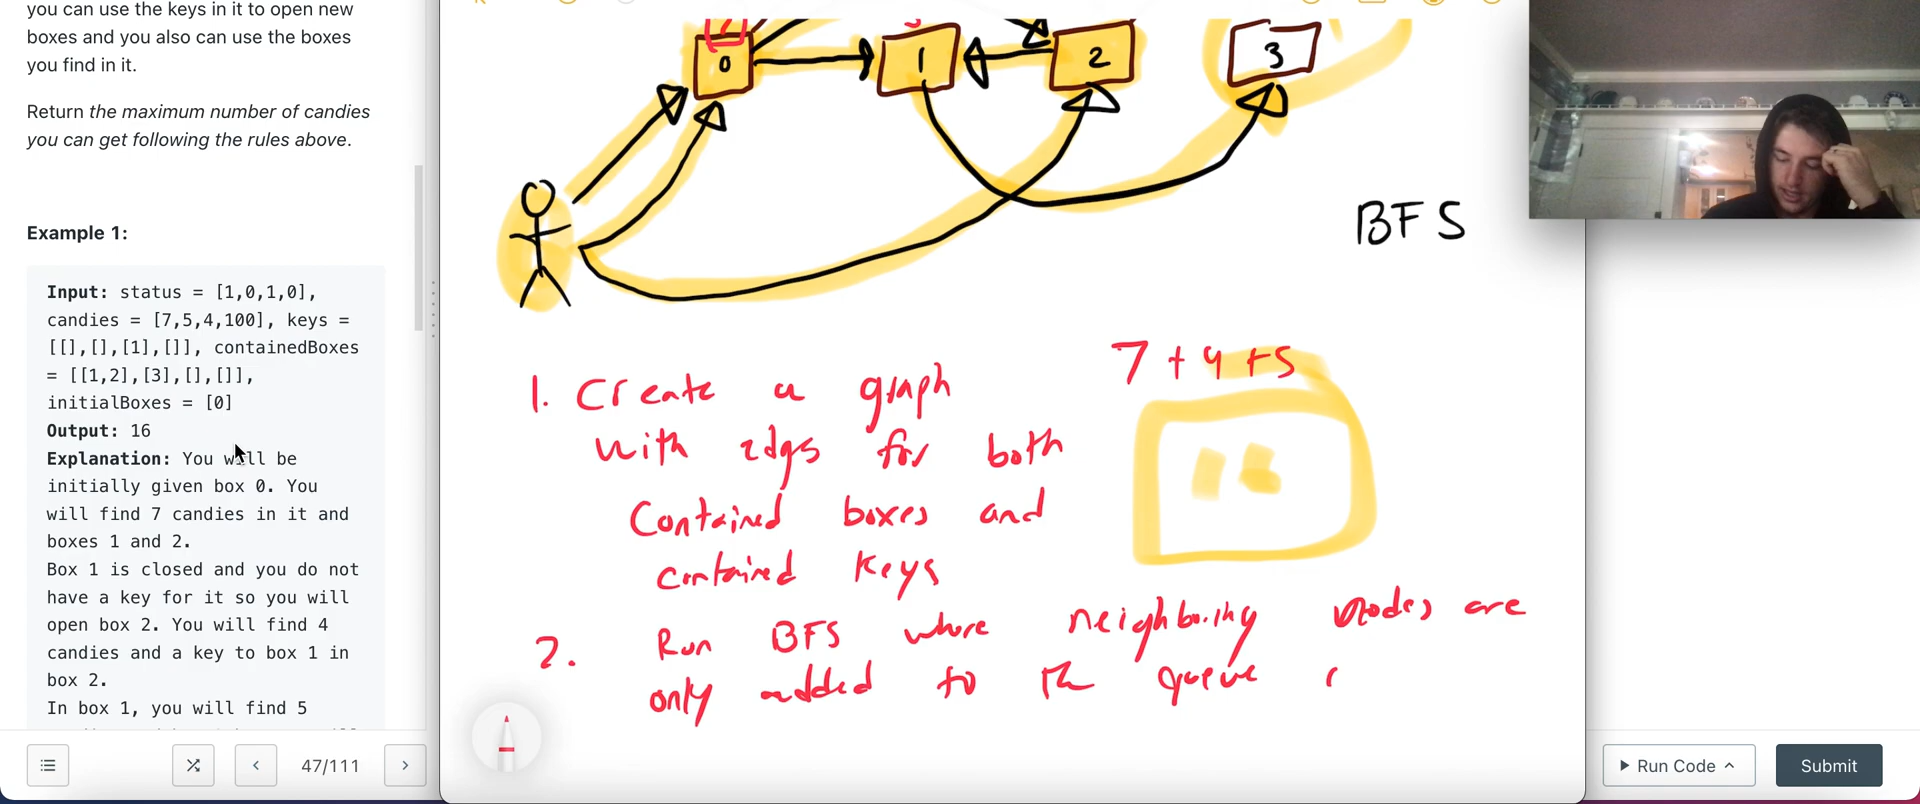 you can use the keys in it to open new
boxes and you also can use the boxes
you find in it.
Return the maximum number of candies
you can get following the rules above.
Example 1:
Input: status = [1,0,1,0],
candies = [7,5,4,100], keys =
[[],[],[1],[]], containedBoxes
= [[1,2],[3],[],[]],
initialBoxes = [0]
Output: 16
Explanation: You will be
initially given box 0. You
will find 7 candies in it and
boxes 1 and 2.
Box 1 is closed and you do not
have a key for it so you will
open box 2. You will find 4
candies and a key to box 1 in
box 2.
In box 1, you will find 5
47/111
0
1
2
3
BFS
7 + 4 + 5
16
1. Create a graph
with edgs for both
Contained boxes and
contained Keys
2. Run BFS where neighboring nodes are
only added to the queue
Run Code
Submit